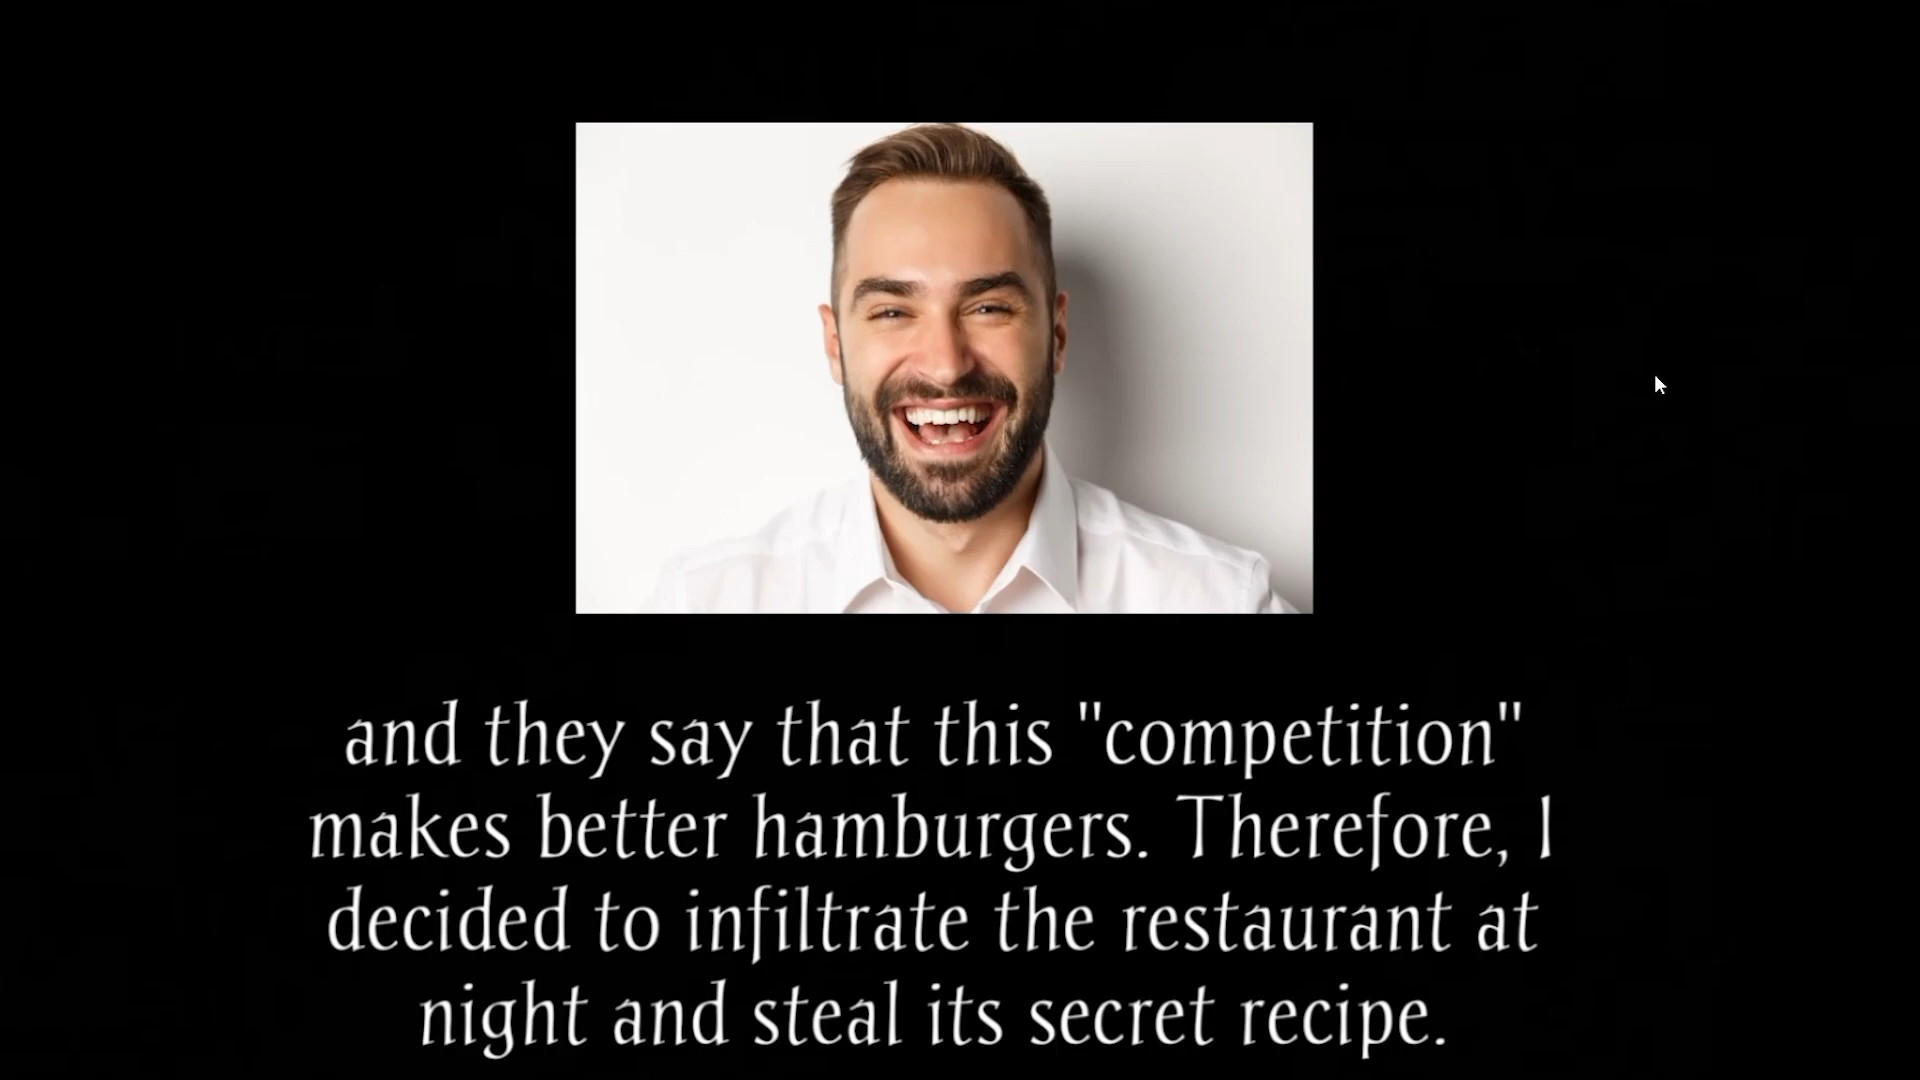 and they say that this "competition"
makes better hamburgers. Therefore, I
decided to infiltrate the restaurant at
night and steal its secret recipe.